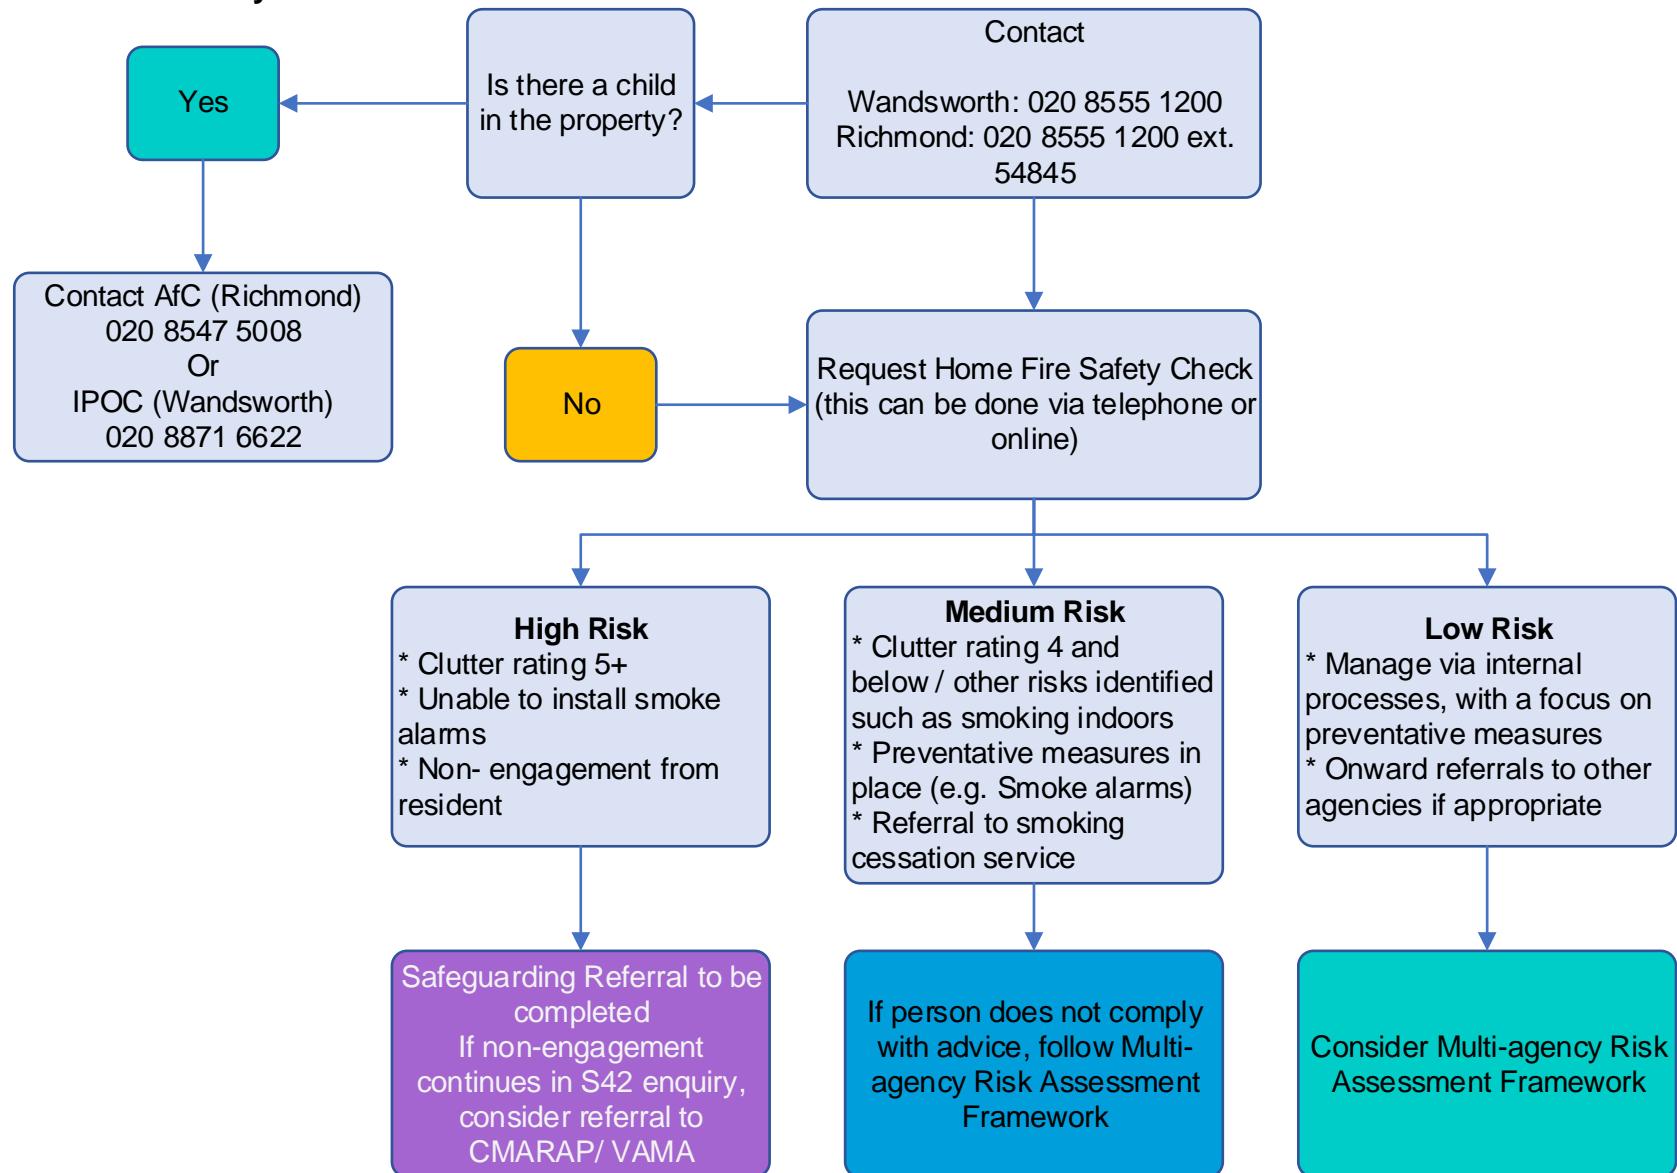 Contact
Wandsworth: 020 8555 1200
Richmond: 020 8555 1200 ext.
54845
Is there a child
in the property?
Yes
Contact AfC (Richmond)
020 8547 5008
Or
IPOC (Wandsworth)
020 8871 6622
No
Request Home Fire Safety Check
(this can be done via telephone or
online)
High Risk
* Clutter rating 5+
* Unable to install smoke
alarms
* Non- engagement from
resident
Medium Risk
* Clutter rating 4 and
below / other risks identified
such as smoking indoors
* Preventative measures in
place (e.g. Smoke alarms)
* Referral to smoking
cessation service
Low Risk
* Manage via internal
processes, with a focus on
preventative measures
* Onward referrals to other
agencies if appropriate
Safeguarding Referral to be
completed
If non-engagement
continues in S42 enquiry,
consider referral to
CMARAP/ VAMA
If person does not comply
with advice, follow Multi-
agency Risk Assessment
Framework
Consider Multi-agency Risk
Assessment Framework